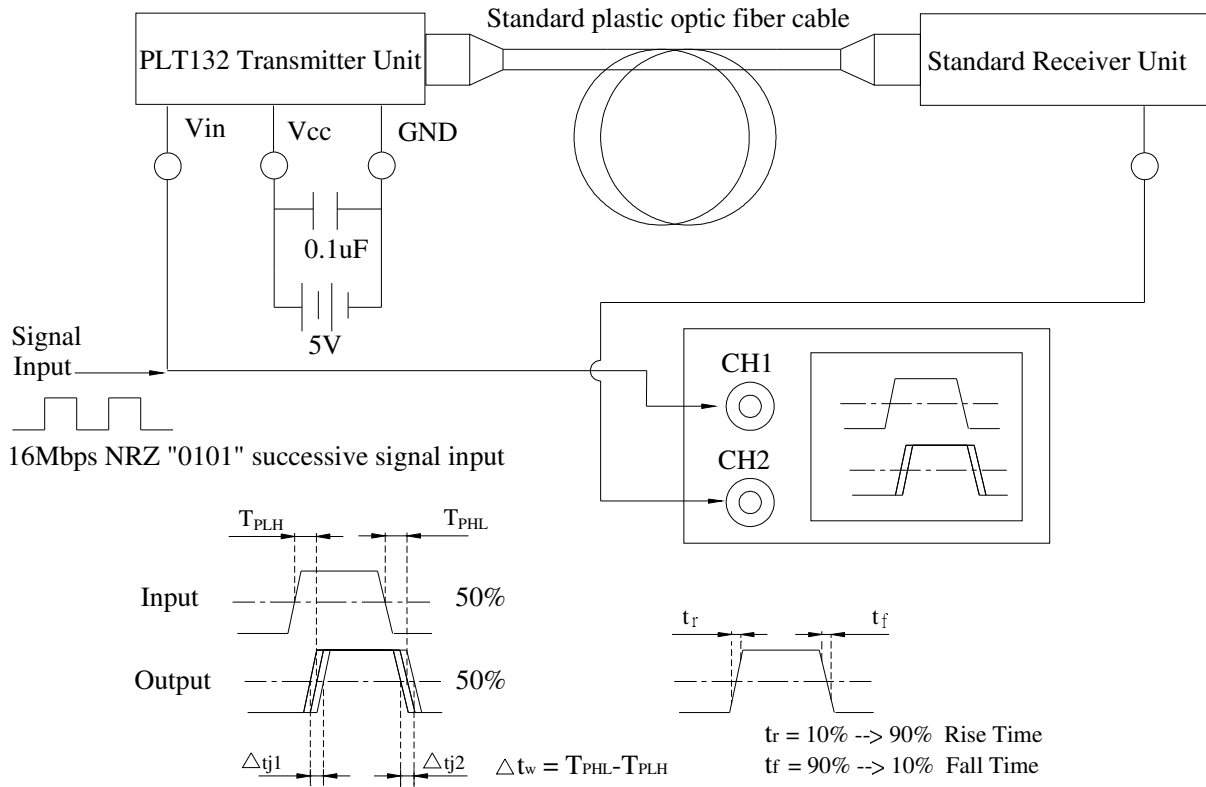 Standard plastic optic fiber cable
PLT132 Transmitter Unit
Standard Receiver Unit
Vin
Vcc
GND
0.1uF
5V
Signal
Input
16Mbps NRZ "0101" successive signal input
CH1
CH2
TPLH
TPHL
Input
50%
Output
50%
△tj1
△tj2
△tw = TPHL-TPLH
tr
tf
tr = 10% --> 90% Rise Time
tf = 90% --> 10% Fall Time